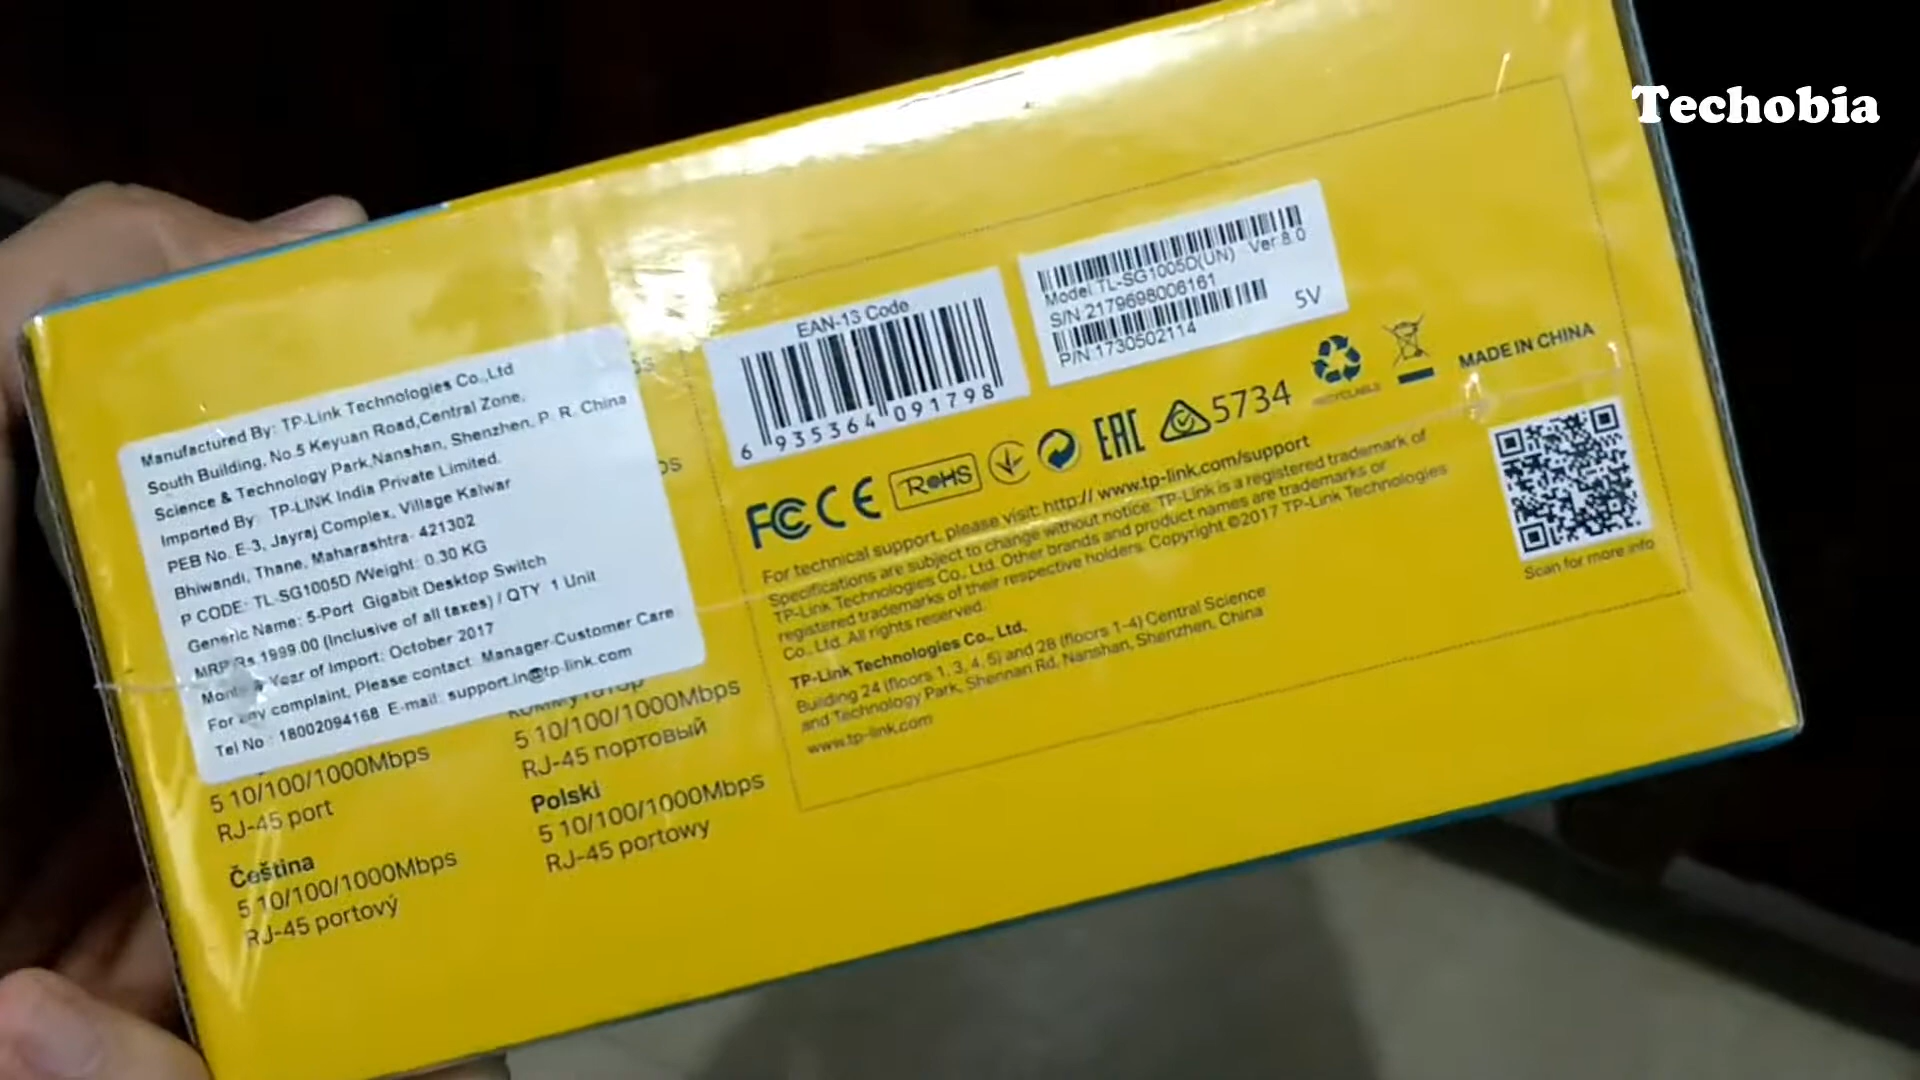 Techobia
Manufactured By: TP-Link Technologies Co.,Ltd
South Building, No.5 Keyuan Road,Central Zone,
Science & Technology Park,Nanshan, Shenzhen, P. R. China
Imported By: TP-LINK India Private Limited.
PEB No. E-3, Jayraj Complex, Village Kalwar
Bhiwandi, Thane, Maharashtra- 421302
P CODE: TL-SG1005D /Weight: 0.30 KG
Generic Name: 5-Port Gigabit Desktop Switch
MRP Rs 1999.00 (Inclusive of all taxes) / QTY 1 Unit
Year of Import: October 2017
For any complaint, Please contact Manager-Customer Care
Tel No : 18002094168 E-mail: support.in@tp-link.com
5 10/100/1000Mbps
RJ-45 port
Čeština
5 10/100/1000Mbps
RJ-45 portový
5 10/100/1000Mbps
RJ-45 портовый
Polski
5 10/100/1000Mbps
RJ-45 portowy
EAN-13 Code
6 935364 091798
Model TL-SG1005D(UN) Ver 8.0
S/N 2179698006161
P/N 1730502114
5V
FC CE RoHS EAC 5734
RECYCLABLE
MADE IN CHINA
For technical support, please visit: http:// www.tp-link.com/support
Specifications are subject to change without notice. TP-Link is a registered trademark of
TP-Link Technologies Co., Ltd. Other brands and product names are trademarks or
registered trademarks of their respective holders. Copyright ©2017 TP-Link Technologies
Co., Ltd. All rights reserved.
TP-Link Technologies Co., Ltd.
Building 24 (floors 1, 3, 4, 5) and 28 (floors 1-4) Central Science
and Technology Park, Shennan Rd, Nanshan, Shenzhen, China
www.tp-link.com
Scan for more info